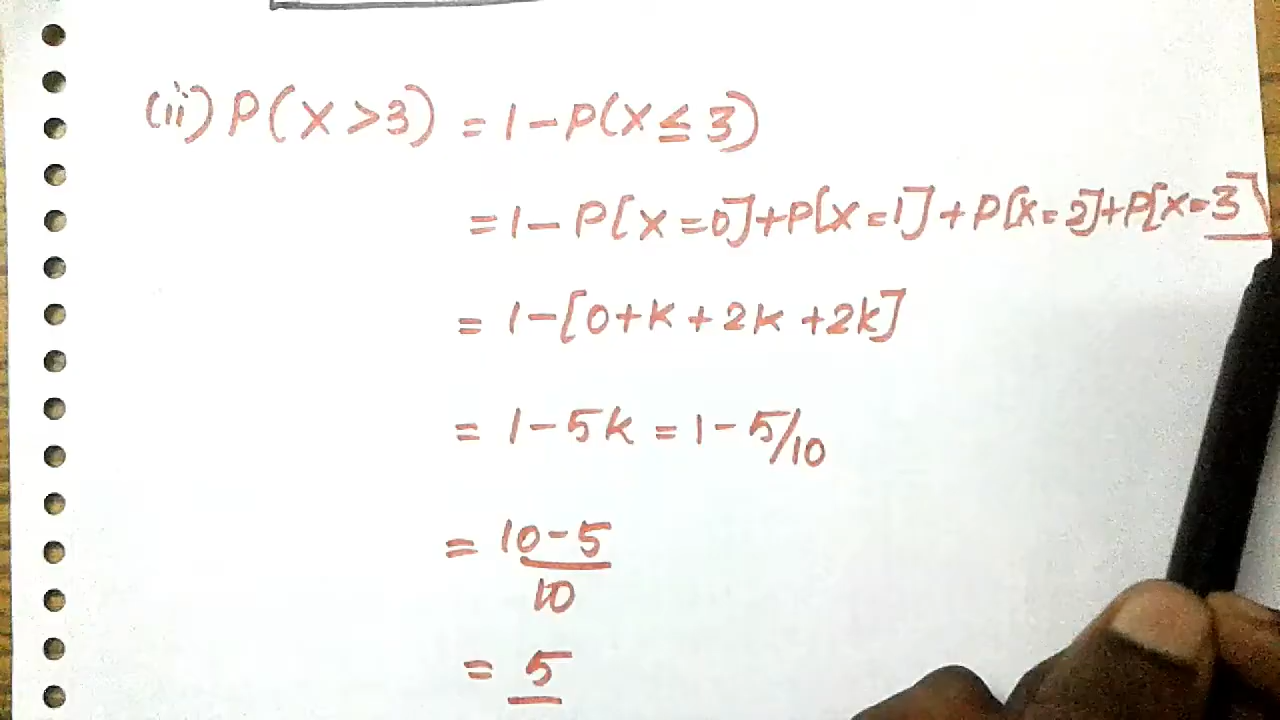 (ii) P(X>3) = 1-P(X≤3)
= 1-P[X=0]+P[X=1]+P[X=2]+P[X=3]
= 1-[0+k+2k+2k]
= 1-5k = 1-5/10
= 10-5
10
= 5